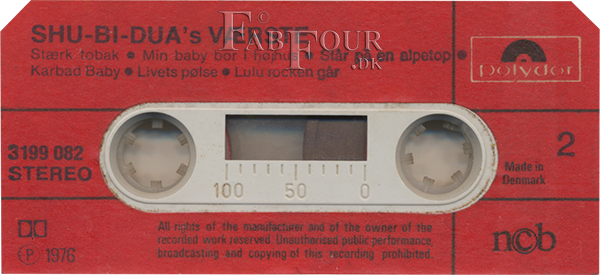 SHU-BI-DUA's VÆRSTE
© FABFOUR.DK
Stærk tobak • Min baby bor i højhus • Står på en alpetop •
Karbad Baby • Livets pølse • Lulu rocken går
polydor
3199 082
STEREO
100 50 0
2
Made in
Denmark
All rights of the manufacturer and of the owner of the
recorded work reserved. Unauthorised public performance,
broadcasting and copying of this recording prohibited.
Ⓟ 1976
ncb